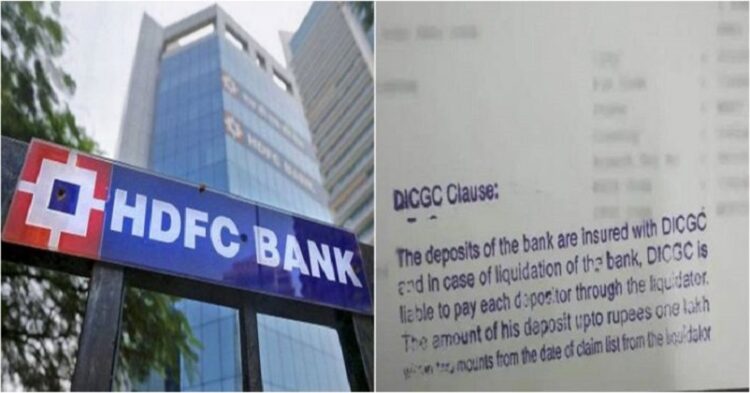 HDFC BANK
HDFC BANK
DICGC Clause:
The deposits of the bank are insured with DICGC
and in case of liquidation of the bank, DICGC is
liable to pay each depositor through the liquidator.
The amount of his deposit upto rupees one lakh
from the date of claim list from the liquidator